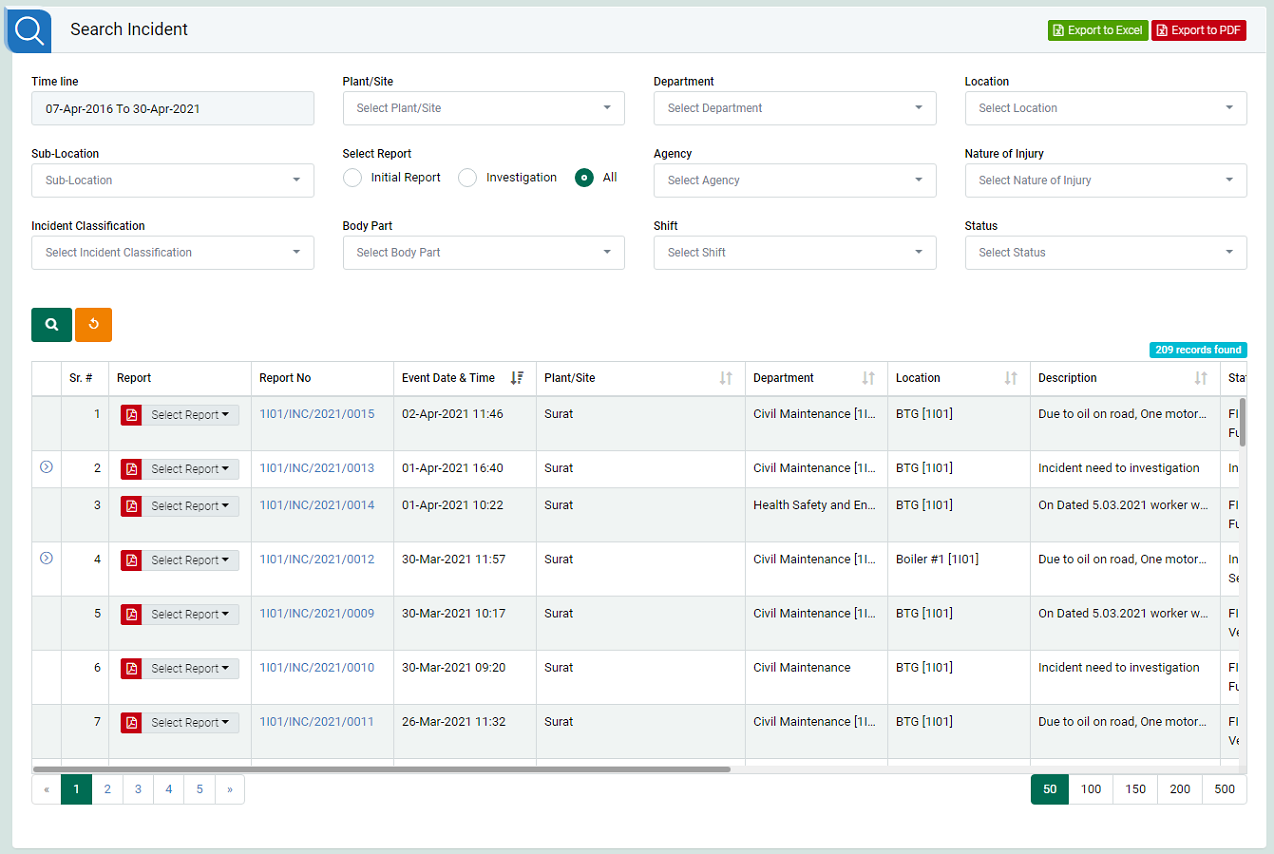 Search Incident
Export to Excel
Export to PDF
Time line
Plant/Site
Department
Location
07-Apr-2016 To 30-Apr-2021
Select Plant/Site
Select Department
Select Location
Sub-Location
Select Report
Agency
Nature of Injury
Sub-Location
Initial Report
Investigation
All
Select Agency
Select Nature of Injury
Incident Classification
Body Part
Shift
Status
Select Incident Classification
Select Body Part
Select Shift
Select Status
209 records found
Sr. # Report Report No Event Date & Time Plant/Site Department Location Description Sta
1 Select Report 1I01/INC/2021/0015 02-Apr-2021 11:46 Surat Civil Maintenance [1I... BTG [1I01] Due to oil on road, One motor... FI
Fu
2 Select Report 1I01/INC/2021/0013 01-Apr-2021 16:40 Surat Civil Maintenance [1I... BTG [1I01] Incident need to investigation In
3 Select Report 1I01/INC/2021/0014 01-Apr-2021 10:22 Surat Health Safety and En... BTG [1I01] On Dated 5.03.2021 worker w... FI
Fu
4 Select Report 1I01/INC/2021/0012 30-Mar-2021 11:57 Surat Civil Maintenance [1I... Boiler #1 [1I01] Due to oil on road, One motor... In
Se
5 Select Report 1I01/INC/2021/0009 30-Mar-2021 10:17 Surat Civil Maintenance [1I... BTG [1I01] On Dated 5.03.2021 worker w... FI
Ve
6 Select Report 1I01/INC/2021/0010 30-Mar-2021 09:20 Surat Civil Maintenance BTG [1I01] Incident need to investigation FI
Fu
7 Select Report 1I01/INC/2021/0011 26-Mar-2021 11:32 Surat Civil Maintenance [1I... BTG [1I01] Due to oil on road, One motor... FI
Ve
« 1 2 3 4 5 »
50 100 150 200 500